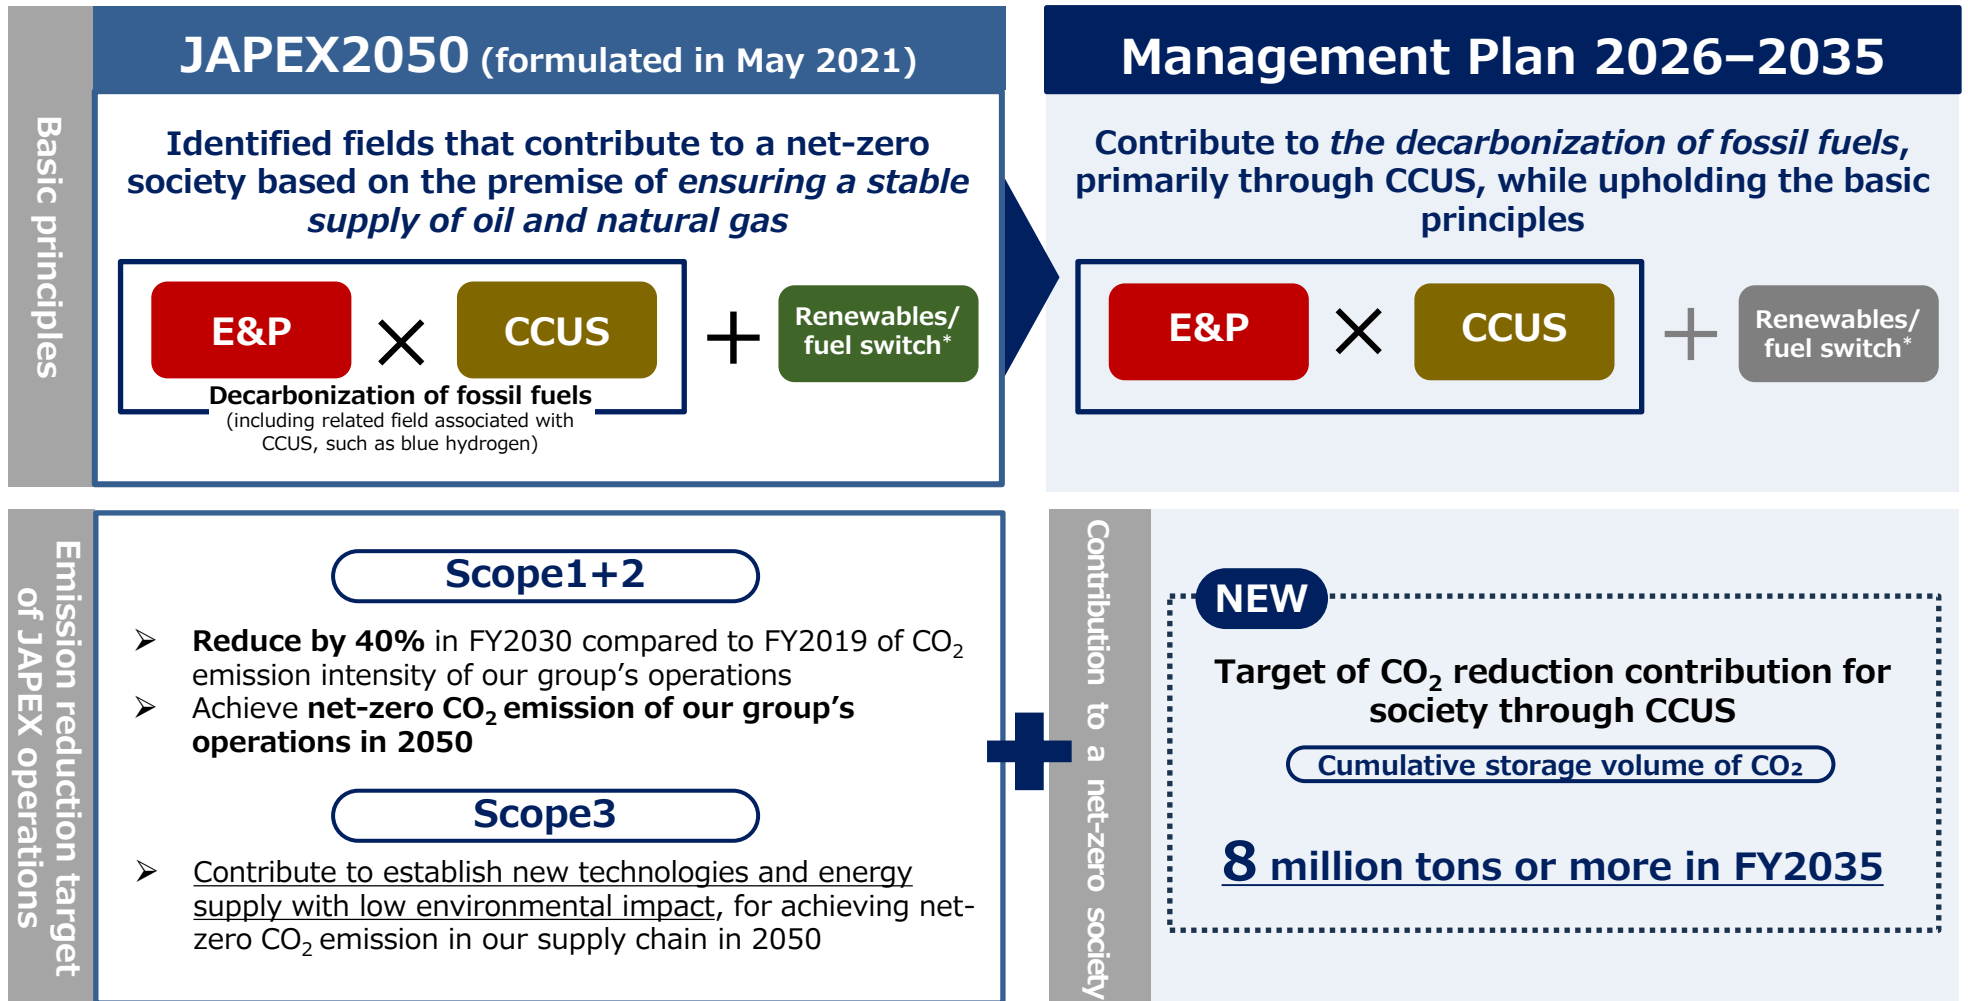 JAPEX2050 (formulated in May 2021)
Basic principles
Identified fields that contribute to a net-zero
society based on the premise of ensuring a stable
supply of oil and natural gas
E&P
×
CCUS
+
Renewables/
fuel switch*
Decarbonization of fossil fuels
(including related field associated with
CCUS, such as blue hydrogen)
Management Plan 2026–2035
Contribute to the decarbonization of fossil fuels,
primarily through CCUS, while upholding the basic
principles
E&P
×
CCUS
+
Renewables/
fuel switch*
Emission reduction target
of JAPEX operations
Scope1+2
➢ Reduce by 40% in FY2030 compared to FY2019 of CO₂
emission intensity of our group’s operations
➢ Achieve net-zero CO₂ emission of our group’s
operations in 2050
Scope3
➢ Contribute to establish new technologies and energy
supply with low environmental impact, for achieving net-
zero CO₂ emission in our supply chain in 2050
Contribution to a net-zero society
NEW
Target of CO₂ reduction contribution for
society through CCUS
Cumulative storage volume of CO₂
8 million tons or more in FY2035